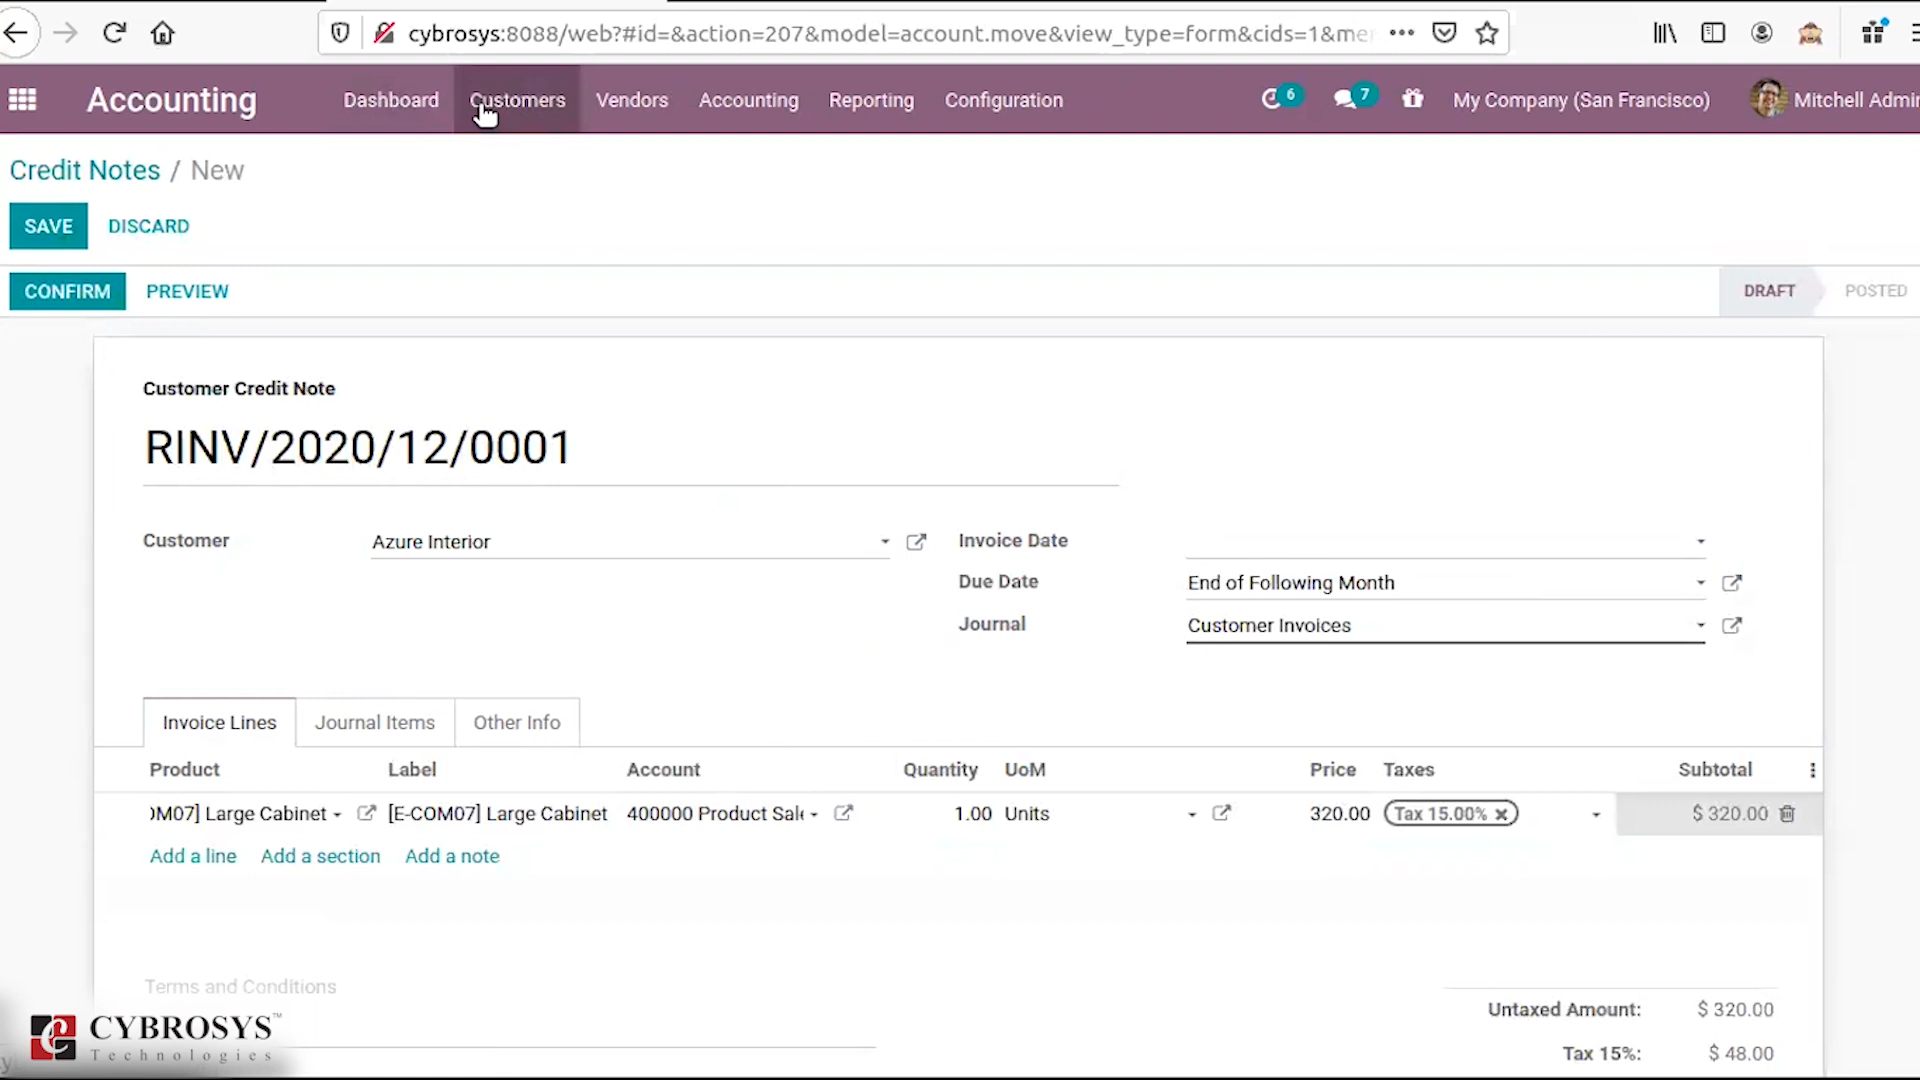 cybrosys:8088/web?#id=&action=207&model=account.move&view_type=form&cids=1&me
Accounting Dashboard Customers Vendors Accounting Reporting Configuration 6 7 My Company (San Francisco) Mitchell Admin
Credit Notes / New
SAVE DISCARD
CONFIRM PREVIEW DRAFT POSTED
Customer Credit Note
RINV/2020/12/0001
Customer Azure Interior Invoice Date
Due Date End of Following Month
Journal Customer Invoices
Invoice Lines Journal Items Other Info
Product Label Account Quantity UoM Price Taxes Subtotal
OM07] Large Cabinet [E-COM07] Large Cabinet 400000 Product Sale 1.00 Units 320.00 Tax 15.00% $ 320.00
Add a line Add a section Add a note
Terms and Conditions
Untaxed Amount: $ 320.00
CYBROSYS™
Technologies
Tax 15%: $ 48.00